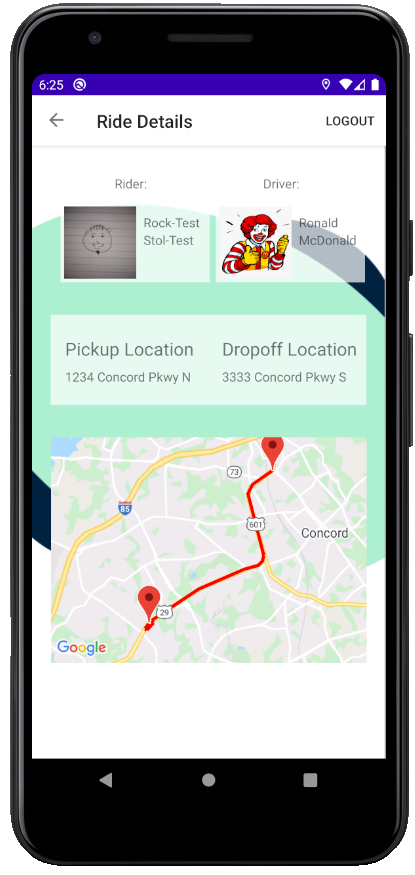 6:25
Ride Details
LOGOUT
Rider:
Driver:
Rock-Test
Stol-Test
Ronald
McDonald
Pickup Location
Dropoff Location
1234 Concord Pkwy N
3333 Concord Pkwy S
73
85
601
Concord
29
Google